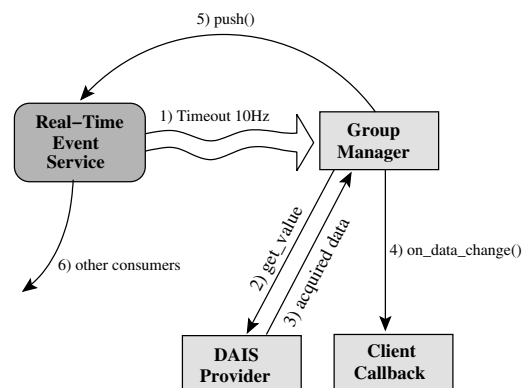 5) push()
1) Timeout 10Hz
Real-Time
Event
Service
Group
Manager
2) get_value
3) acquired data
4) on_data_change()
6) other consumers
DAIS
Provider
Client
Callback